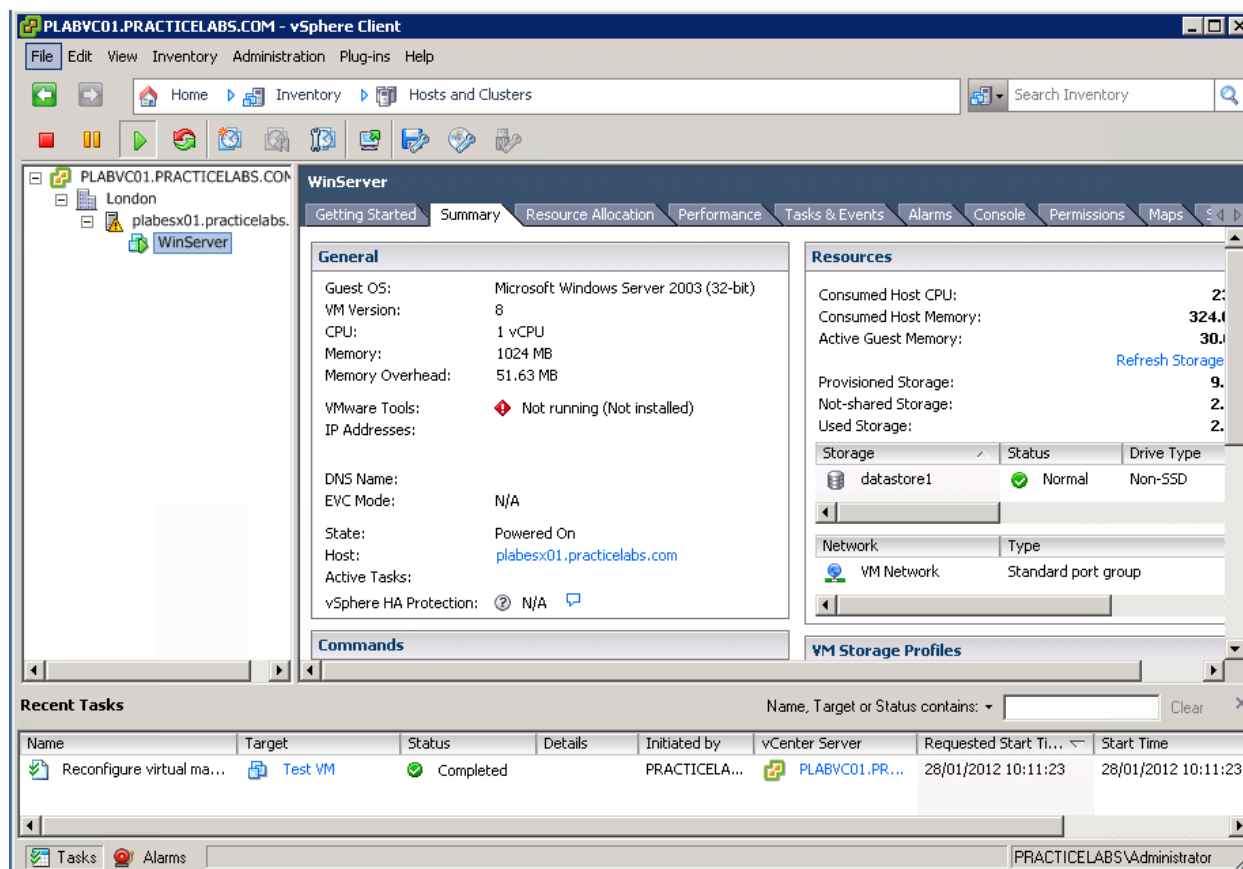 PLABVC01.PRACTICELABS.COM - vSphere Client
File Edit View Inventory Administration Plug-ins Help
Home Inventory Hosts and Clusters
Search Inventory
PLABVC01.PRACTICELABS.COM
London
plabesx01.practicelabs.
WinServer
WinServer
Getting Started Summary Resource Allocation Performance Tasks & Events Alarms Console Permissions Maps
General
Guest OS: Microsoft Windows Server 2003 (32-bit)
VM Version: 8
CPU: 1 vCPU
Memory: 1024 MB
Memory Overhead: 51.63 MB
VMware Tools: Not running (Not installed)
IP Addresses:
DNS Name:
EVC Mode: N/A
State: Powered On
Host: plabesx01.practicelabs.com
Active Tasks:
vSphere HA Protection: N/A
Commands
Resources
Consumed Host CPU:
Consumed Host Memory: 324.
Active Guest Memory: 30.
Refresh Storage
Provisioned Storage: 9.
Not-shared Storage: 2.
Used Storage: 2.
Storage Status Drive Type
datastore1 Normal Non-SSD
Network Type
VM Network Standard port group
VM Storage Profiles
Recent Tasks
Name, Target or Status contains: Clear
Name Target Status Details Initiated by vCenter Server Requested Start Ti... Start Time
Reconfigure virtual ma... Test VM Completed PRACTICELA... PLABVC01.PR... 28/01/2012 10:11:23 28/01/2012 10:11:23
Tasks Alarms PRACTICELABS\Administrator